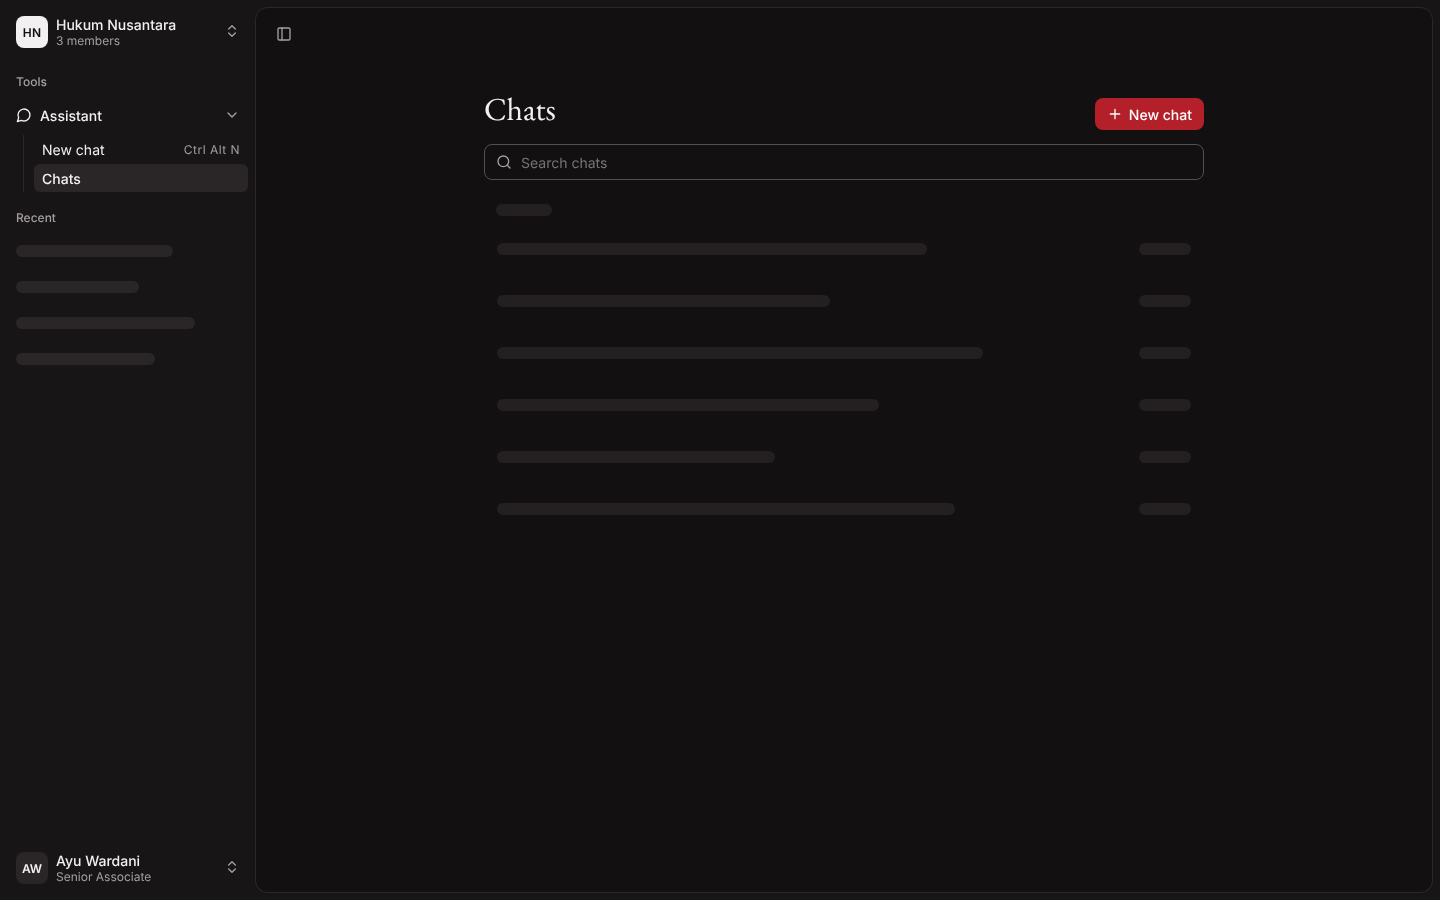 HN
Hukum Nusantara
3 members
Tools
Assistant
New chat
Ctrl Alt N
Chats
Recent
Chats
New chat
Search chats
AW
Ayu Wardani
Senior Associate